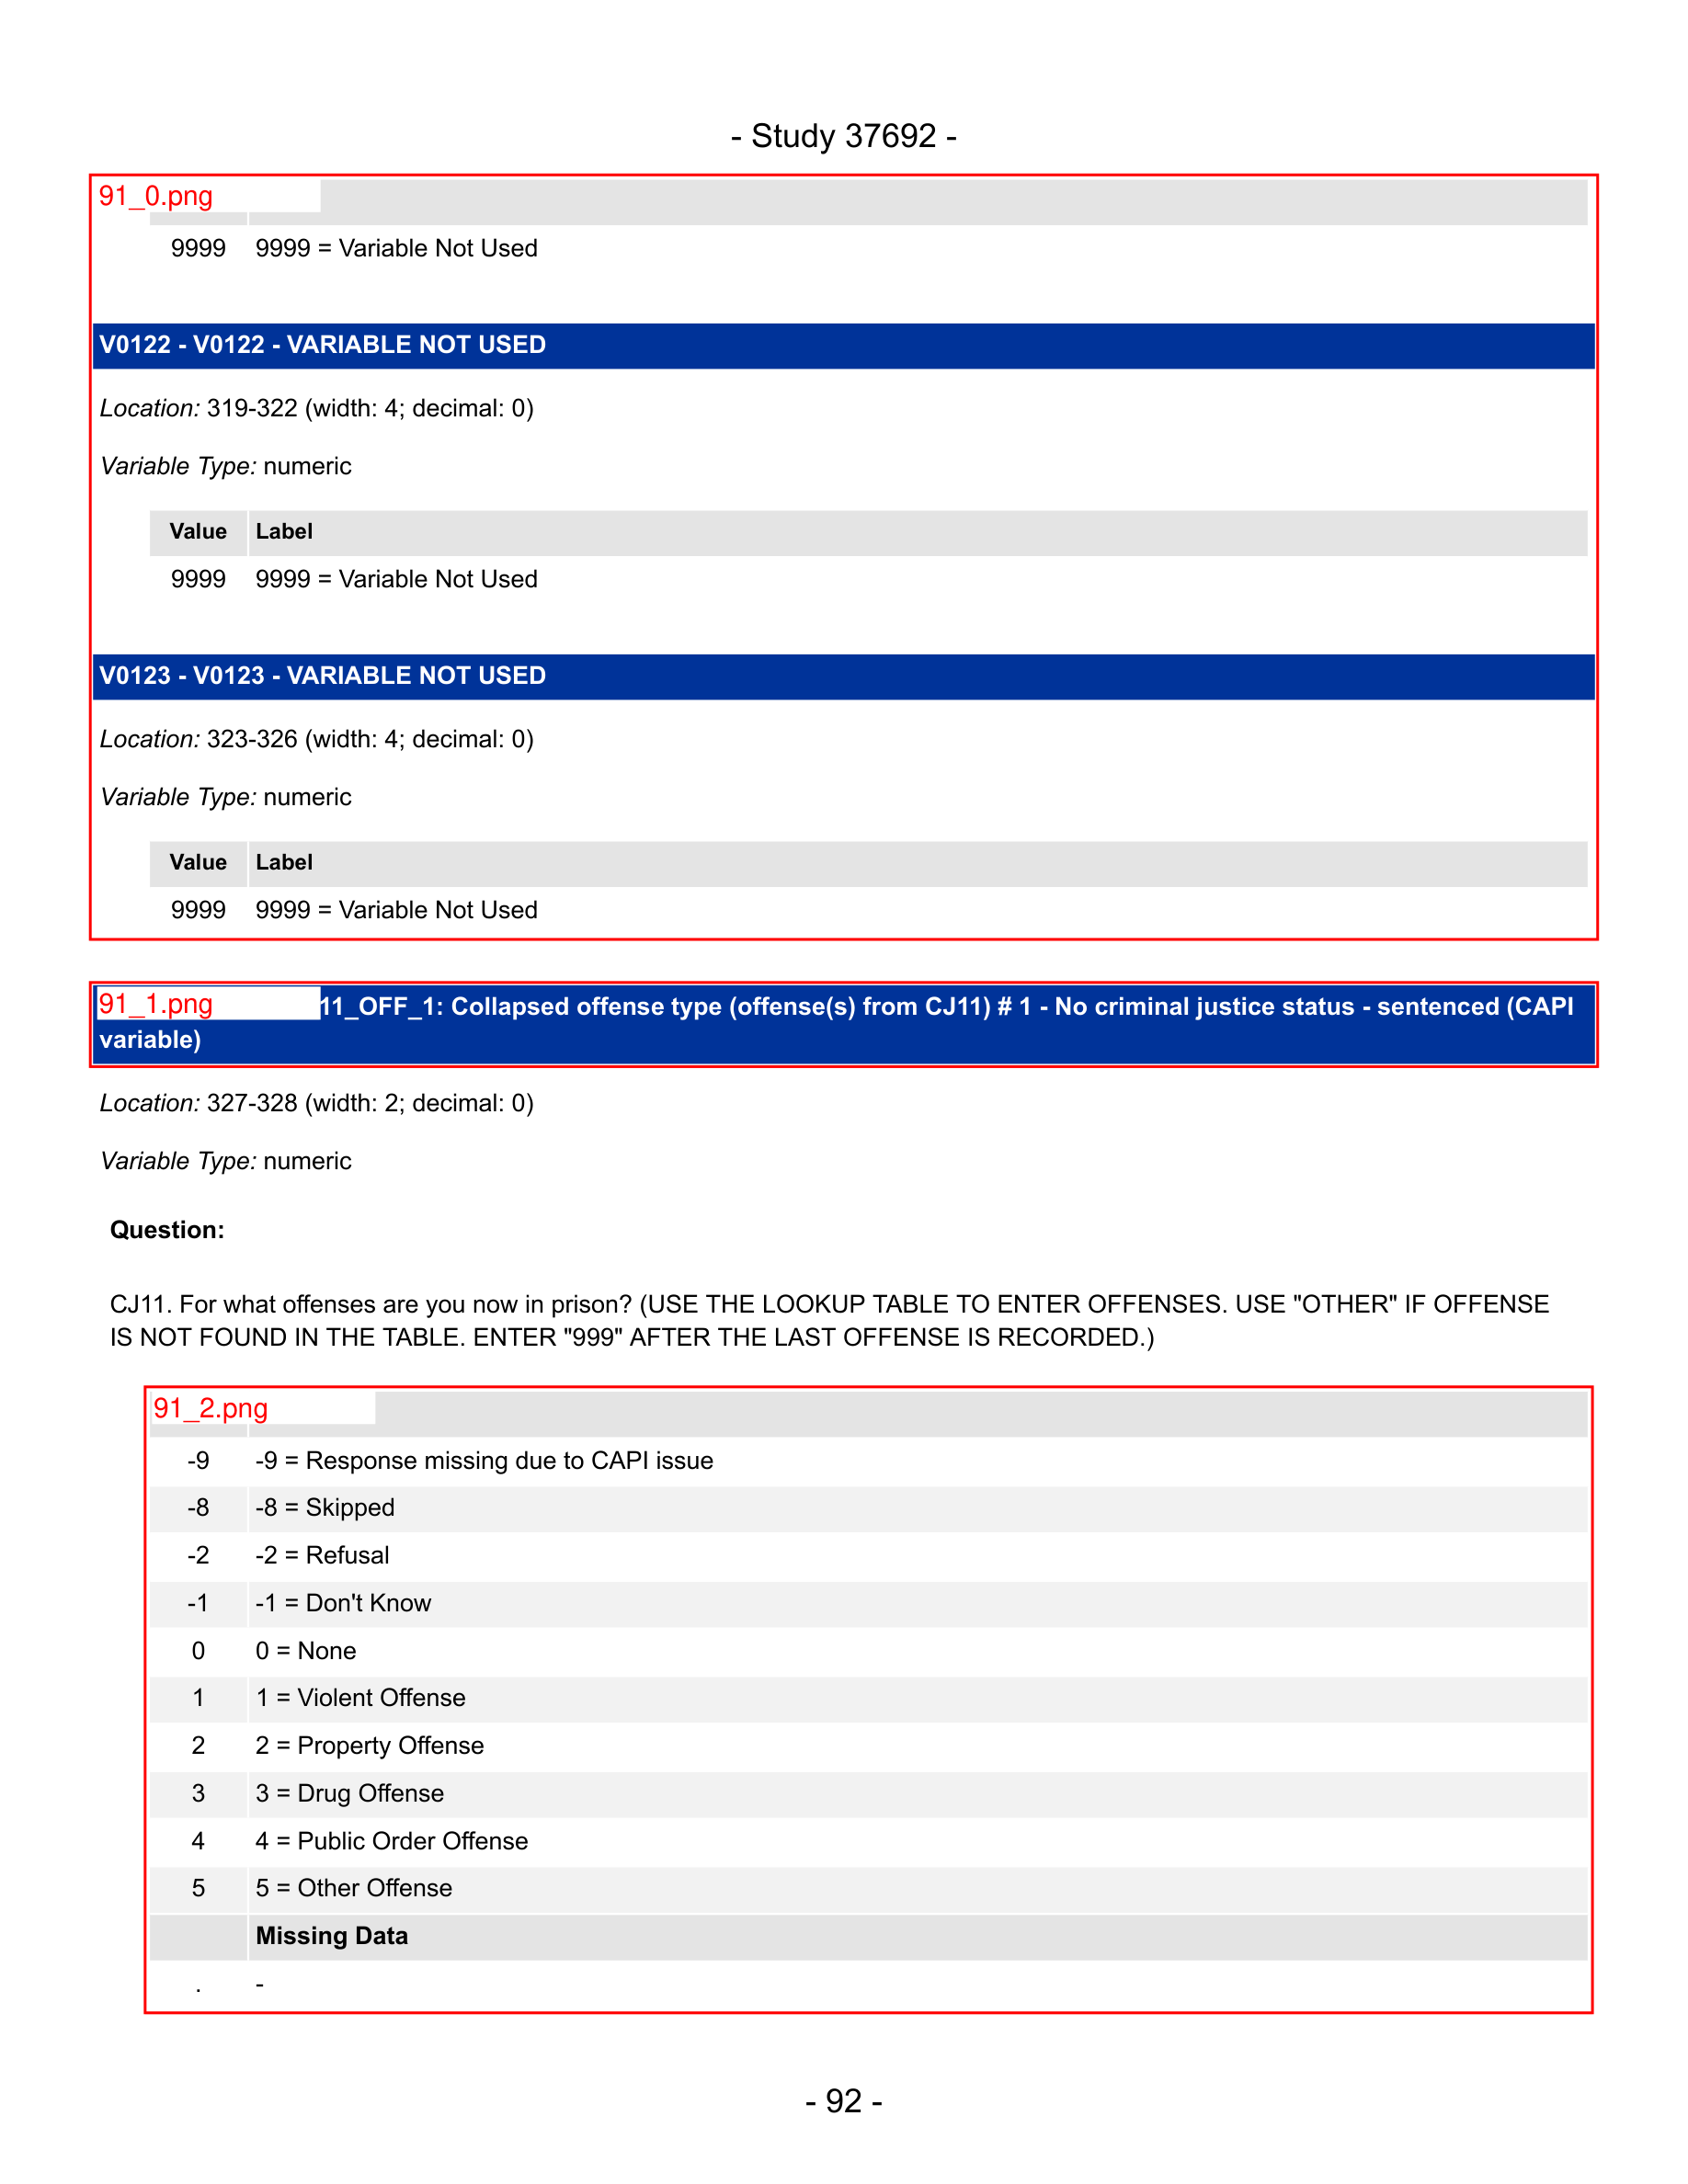 - Study 37692 -
91_0.png
9999 9999 = Variable Not Used
V0122 - V0122 - VARIABLE NOT USED
Location: 319-322 (width: 4; decimal: 0)
Variable Type: numeric
Value Label
9999 9999 = Variable Not Used
V0123 - V0123 - VARIABLE NOT USED
Location: 323-326 (width: 4; decimal: 0)
Variable Type: numeric
Value Label
9999 9999 = Variable Not Used
91_1.png 11_OFF_1: Collapsed offense type (offense(s) from CJ11) # 1 - No criminal justice status - sentenced (CAPI
variable)
Location: 327-328 (width: 2; decimal: 0)
Variable Type: numeric
Question:
CJ11. For what offenses are you now in prison? (USE THE LOOKUP TABLE TO ENTER OFFENSES. USE "OTHER" IF OFFENSE
IS NOT FOUND IN THE TABLE. ENTER "999" AFTER THE LAST OFFENSE IS RECORDED.)
91_2.png
-9 -9 = Response missing due to CAPI issue
-8 -8 = Skipped
-2 -2 = Refusal
-1 -1 = Don't Know
0 0 = None
1 1 = Violent Offense
2 2 = Property Offense
3 3 = Drug Offense
4 4 = Public Order Offense
5 5 = Other Offense
Missing Data
. -
- 92 -